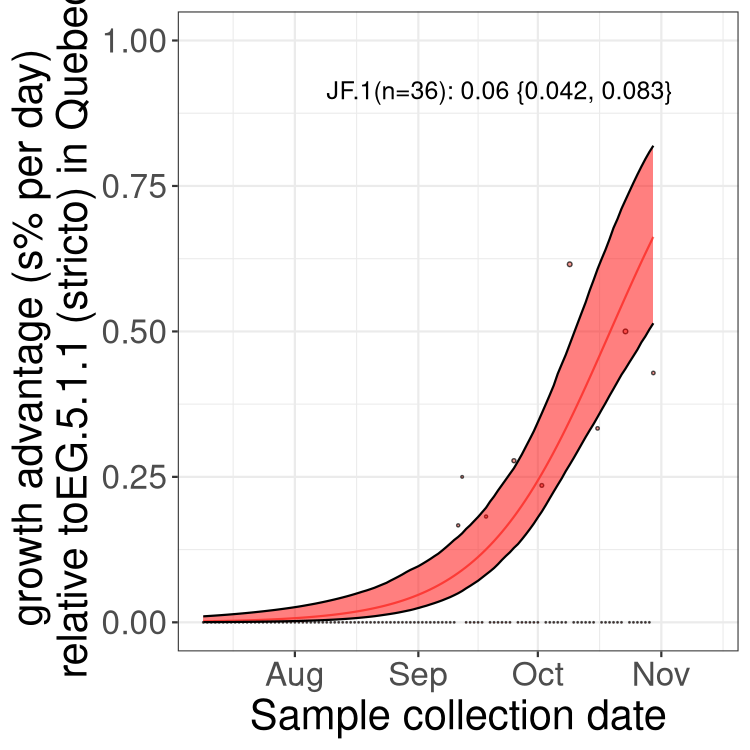 growth advantage (s% per day)
relative toEG.5.1.1 (stricto) in Quebec
1.00
0.75
0.50
0.25
0.00
JF.1(n=36): 0.06 {0.042, 0.083}
Aug Sep Oct Nov
Sample collection date